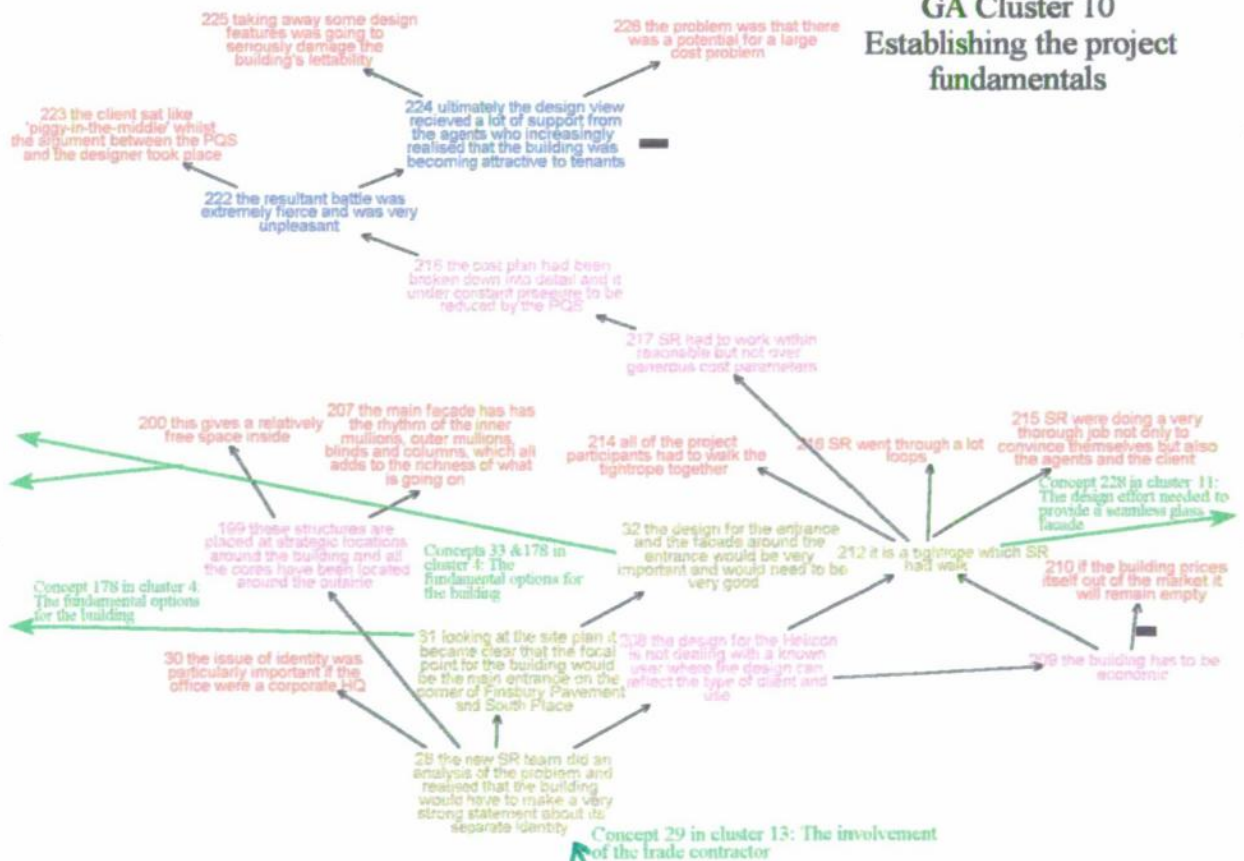 GA Cluster 10
Establishing the project
fundamentals
225 taking away some design
features was going to
seriously damage the
building's lettability
226 the problem was that there
was a potential for a large
cost problem
223 the client sat like
'piggy-in-the-middle' whilst
the argument between the PQS
and the designer took place
224 ultimately the design view
recieved a lot of support from
the agents who increasingly
realised that the building was
becoming attractive to tenants
222 the resultant battle was
extremely fierce and was very
unpleasant
the cost plan had been
broken down into detail and it
under constant pressure to be
reduced by the PQS
217 SR had to work within
reasonable but not over
generous cost parameters
200 this gives a relatively
free space inside
207 the main façade has has
the rhythm of the inner
mullions, outer mullions,
blinds and columns, which all
adds to the richness of what
is going on
214 all of the project
participants had to walk the
tightrope together
SR went through a lot
loops
215 SR were doing a very
thorough job not only to
convince themselves but also
the agents and the client
Concept 228 in cluster 11:
The design effort needed to
provide a seamless glass
facade
199 these structures are
placed at strategic locations
around the building and all
the cores have been located
around the outside
Concepts 33 &178 in
cluster 4: The
fundamental options for
the building
32 the design for the entrance
and the facade around the
entrance would be very
important and would need to be
very good
212 it is a tightrope which SR
had walk
210 if the building prices
itself out of the market it
will remain empty
Concept 178 in cluster 4:
The fundamental options
for the building
30 the issue of identity was
particularly important if the
office were a corporate HQ
31 looking at the site plan it
became clear that the focal
point for the building would
be the main entrance on the
corner of Finsbury Pavement
and South Place
208 the design for the Helicon
is not dealing with a known
user where the design can
reflect the type of client and
use
209 the building has to be
economic
28 the new SR team did an
analysis of the problem and
realised that the building
would have to make a very
strong statement about its
separate identity
Concept 29 in cluster 13: The involvement
of the trade contractor